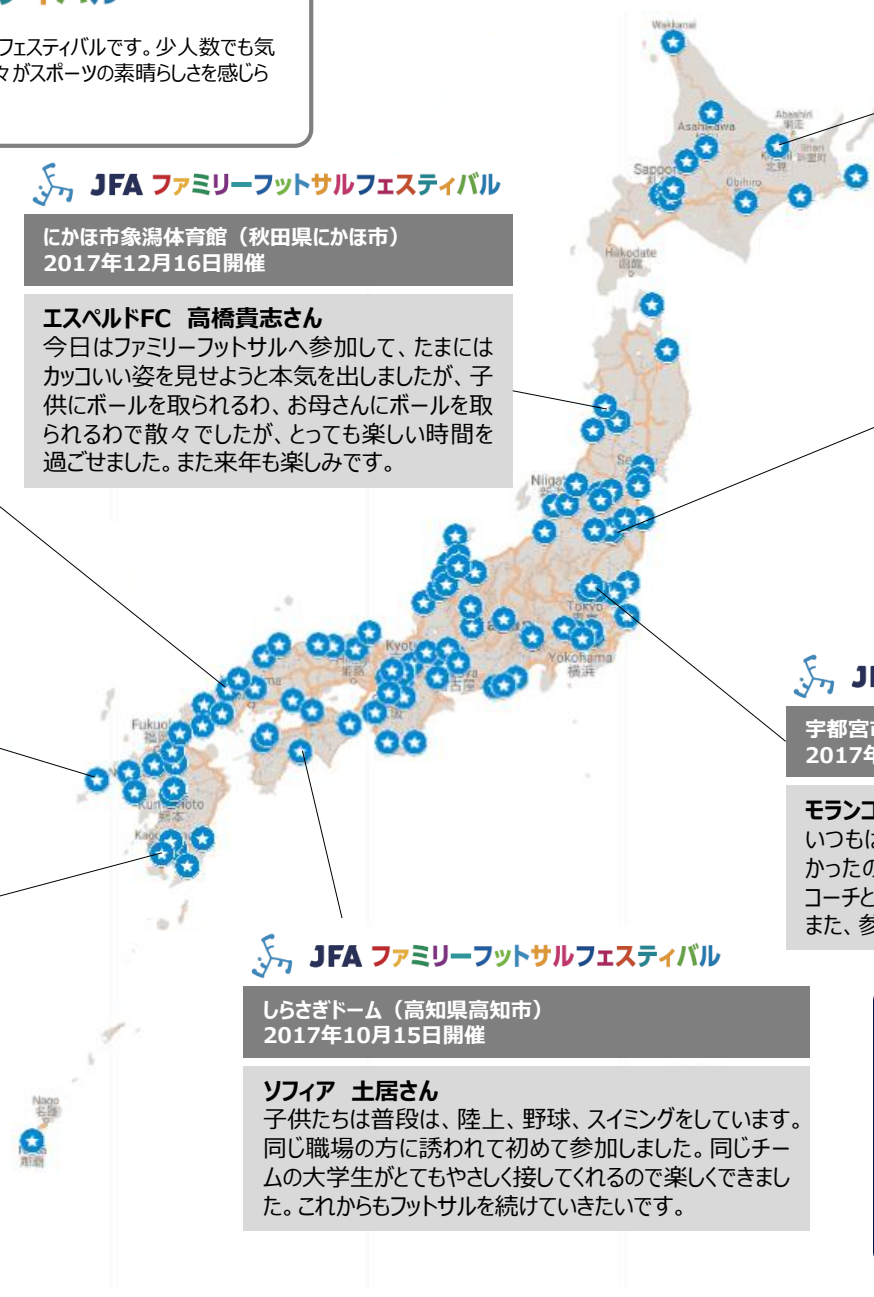 フェスティバルです。少人数でも気
々がスポーツの素晴らしさを感じら
JFA ファミリーフットサルフェスティバル
にかほ市象潟体育館（秋田県にかほ市）
2017年12月16日開催
エスペルドFC 高橋貴志さん
今日はファミリーフットサルへ参加して、たまには
カッコいい姿を見せようと本気を出しましたが、子
供にボールを取られるわ、お母さんにボールを取
られるわで散々でしたが、とっても楽しい時間を
過ごせました。また来年も楽しみです。
Wakkanai
Asahikawa
Abashiri
網走
Shari
斜里町
北見
Sapporo
Obihiro
帯広
Hakodate
函館
Niigat
Tokyo
Yokohama
横浜
Kyoto
古屋
Fukuo
福岡
Kumamoto
熊本
Nago
名護
那覇
宇都宮市
2017年
モランコ
いつもは
かったの
コーチと
また、参
JFA ファミリーフットサルフェスティバル
しらさぎドーム（高知県高知市）
2017年10月15日開催
ソフィア 土居さん
子供たちは普段は、陸上、野球、スイミングをしています。
同じ職場の方に誘われて初めて参加しました。同じチー
ムの大学生がとてもやさしく接してくれるので楽しくできまし
た。これからもフットサルを続けていきたいです。